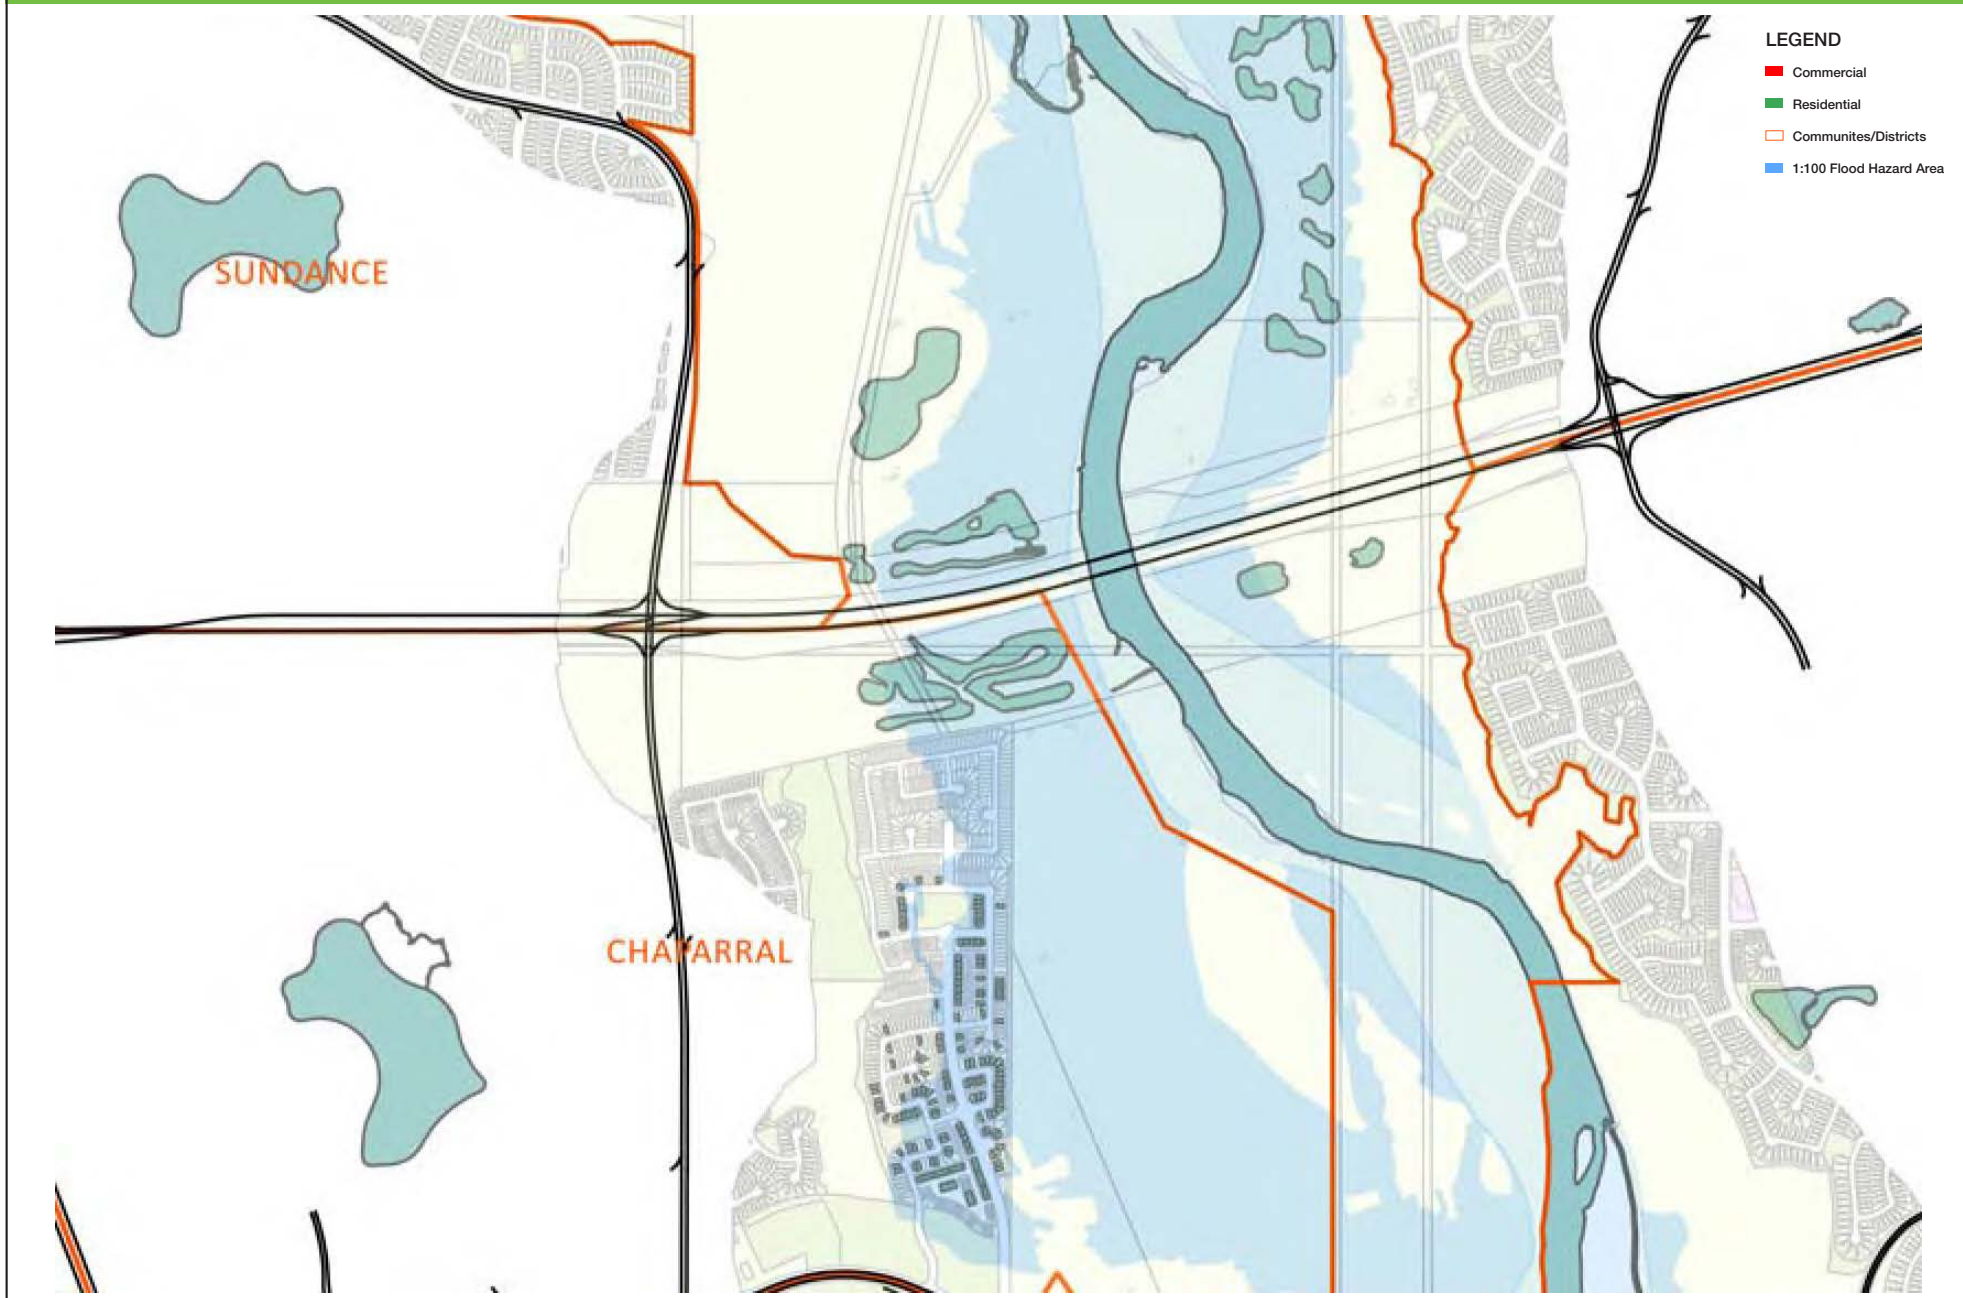 LEGEND
Commercial
Residential
Communites/Districts
1:100 Flood Hazard Area
SUNDANCE
CHAPARRAL